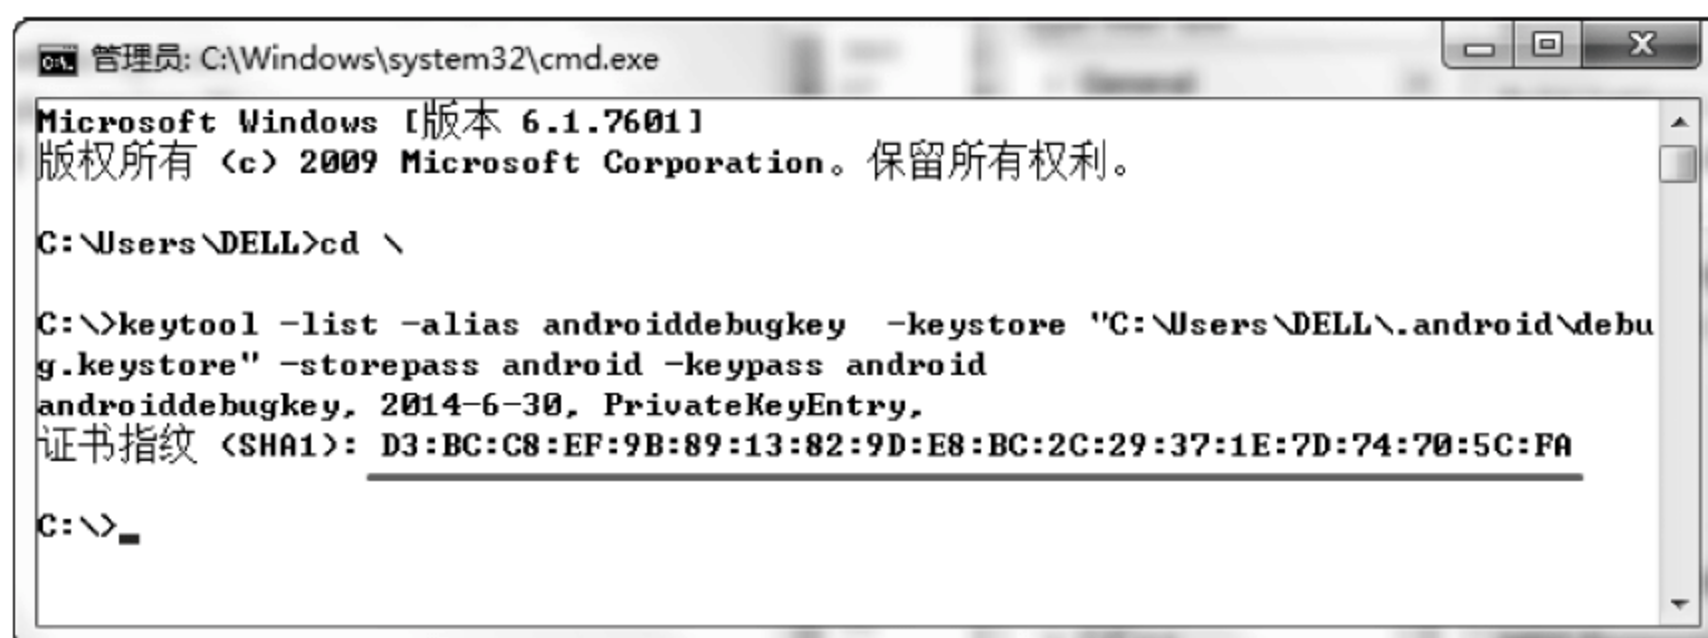 管理员: C:\Windows\system32\cmd.exe
Microsoft Windows [版本 6.1.7601]
版权所有 (c) 2009 Microsoft Corporation。保留所有权利。
C:\Users\DELL>cd \
C:\>keytool -list -alias androiddebugkey  -keystore "C:\Users\DELL\.android\debu
g.keystore" -storepass android -keypass android
androiddebugkey, 2014-6-30, PrivateKeyEntry,
证书指纹 (SHA1): D3:BC:C8:EF:9B:89:13:82:9D:E8:BC:2C:29:37:1E:7D:74:70:5C:FA
C:\>